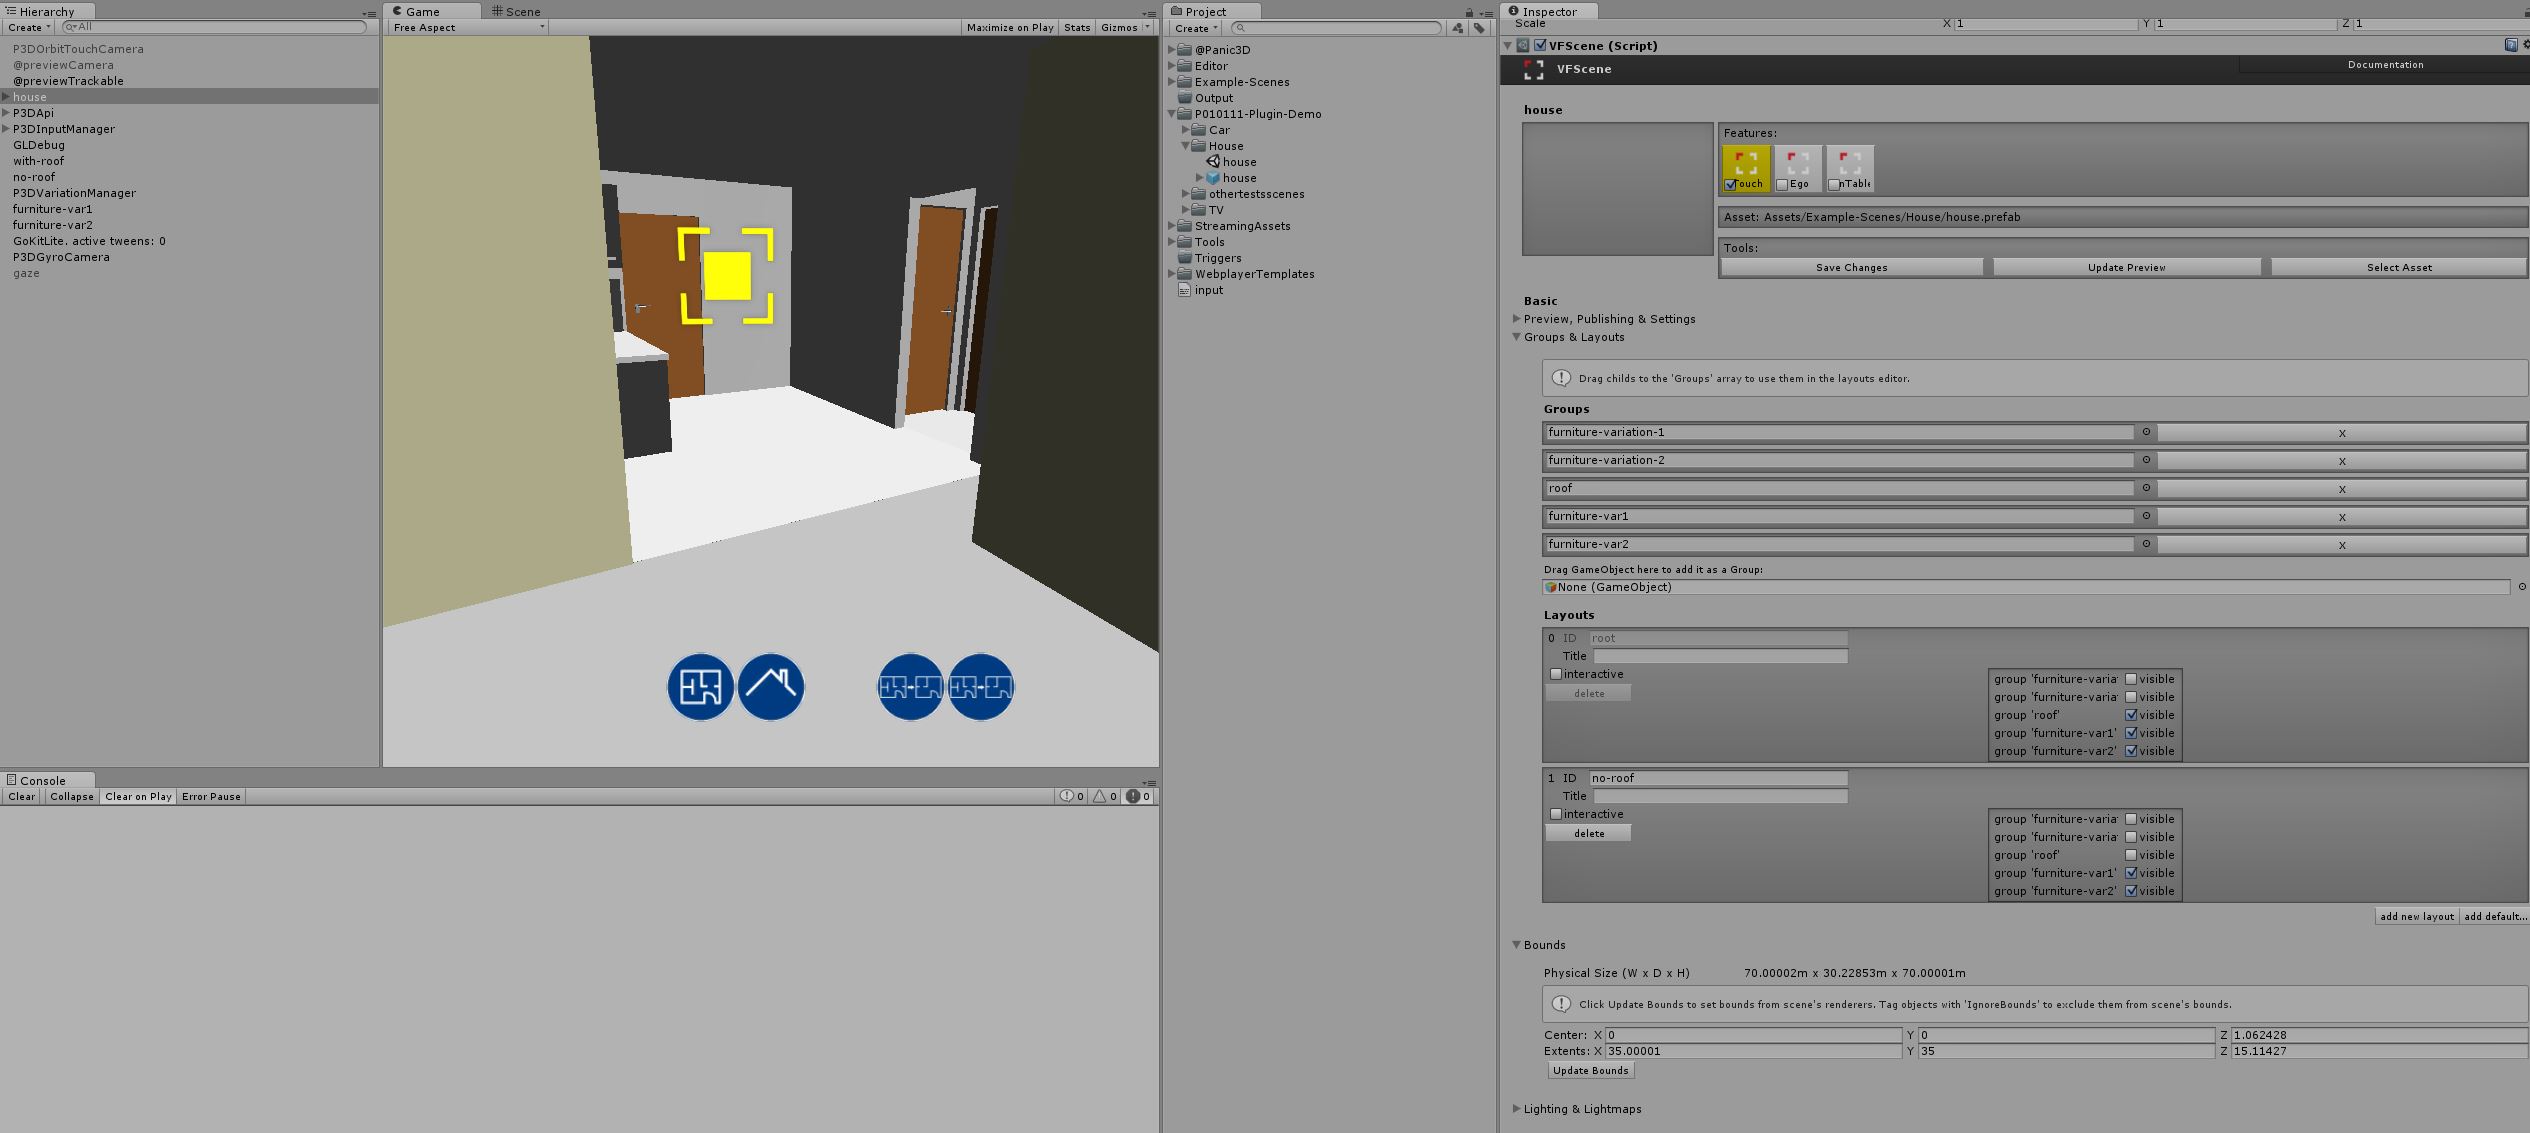 Hierarchy
Create
All
P3DOrbitTouchCamera
@previewCamera
@previewTrackable
house
P3DApi
P3DInputManager
GLDebug
with-roof
no-roof
P3DVariationManager
furniture-var1
furniture-var2
GoKitLite. active tweens: 0
P3DGyroCamera
gaze
Game
Scene
Free Aspect
Maximize on Play
Stats
Gizmos
Console
Clear
Collapse
Clear on Play
Error Pause
0
0
0
Project
Create
@Panic3D
Editor
Example-Scenes
Output
P010111-Plugin-Demo
Car
House
house
house
othertestsscenes
TV
StreamingAssets
Tools
Triggers
WebplayerTemplates
input
Inspector
Scale X 1 Y 1 Z 1
VFScene (Script)
VFScene
Documentation
house
Features:
Touch
Ego
nTable
Asset: Assets/Example-Scenes/House/house.prefab
Tools:
Save Changes
Update Preview
Select Asset
Basic
Preview, Publishing & Settings
Groups & Layouts
Drag childs to the 'Groups' array to use them in the layouts editor.
Groups
furniture-variation-1 X
furniture-variation-2 X
roof X
furniture-var1 X
furniture-var2 X
Drag GameObject here to add it as a Group:
None (GameObject)
Layouts
0 ID root
Title
interactive
delete
group 'furniture-varia visible
group 'furniture-varia visible
group 'roof' visible
group 'furniture-var1' visible
group 'furniture-var2' visible
1 ID no-roof
Title
interactive
delete
group 'furniture-varia visible
group 'furniture-varia visible
group 'roof' visible
group 'furniture-var1' visible
group 'furniture-var2' visible
add new layout
add default...
Bounds
Physical Size (W x D x H) 70.00002m x 30.22853m x 70.00001m
Click Update Bounds to set bounds from scene's renderers. Tag objects with 'IgnoreBounds' to exclude them from scene's bounds.
Center: X 0 Y 0 Z 1.062428
Extents: X 35.00001 Y 35 Z 15.11427
Update Bounds
Lighting & Lightmaps